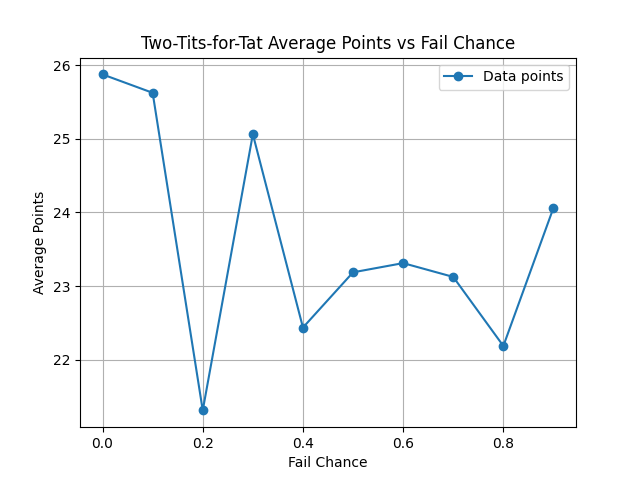 Two-Tits-for-Tat Average Points vs Fail Chance
Data points
26
25
24
23
22
Average Points
0.0 0.2 0.4 0.6 0.8
Fail Chance